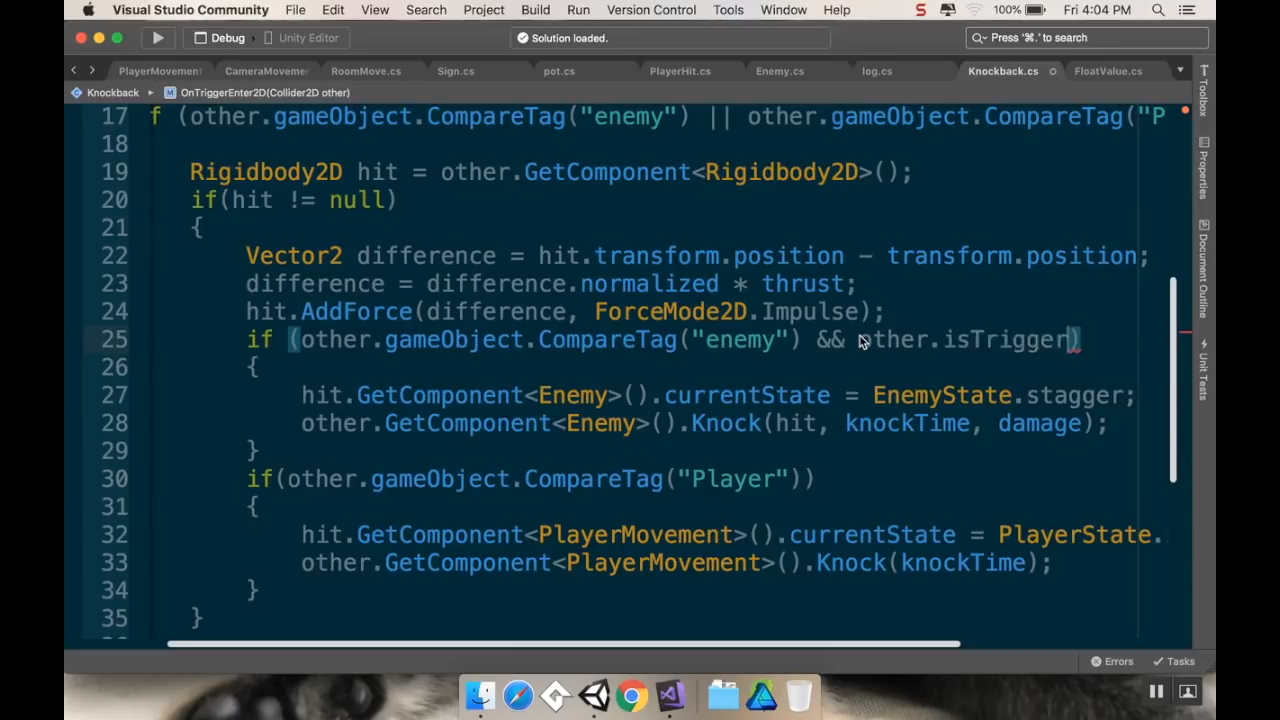 Visual Studio Community File Edit View Search Project Build Run Version Control Tools Window Help S 100% Fri 4:04 PM
Debug Unity Editor Solution loaded. Press '⌘.' to search
PlayerMovement CameraMoveme RoomMove.cs Sign.cs pot.cs PlayerHit.cs Enemy.cs log.cs Knockback.cs FloatValue.cs
Knockback M OnTriggerEnter2D(Collider2D other)
17 f (other.gameObject.CompareTag("enemy") || other.gameObject.CompareTag("P
18
19 Rigidbody2D hit = other.GetComponent<Rigidbody2D>();
20 if(hit != null)
21 {
22 Vector2 difference = hit.transform.position - transform.position;
23 difference = difference.normalized * thrust;
24 hit.AddForce(difference, ForceMode2D.Impulse);
25 if (other.gameObject.CompareTag("enemy") && other.isTrigger)
26 {
27 hit.GetComponent<Enemy>().currentState = EnemyState.stagger;
28 other.GetComponent<Enemy>().Knock(hit, knockTime, damage);
29 }
30 if(other.gameObject.CompareTag("Player"))
31 {
32 hit.GetComponent<PlayerMovement>().currentState = PlayerState.
33 other.GetComponent<PlayerMovement>().Knock(knockTime);
34 }
35 }
Toolbox
Properties
Document Outline
Unit Tests
Errors Tasks